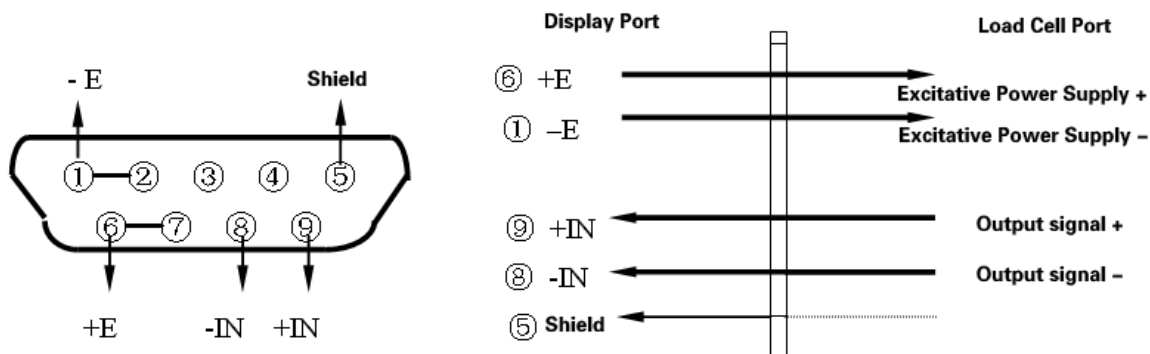 - E
Shield
① ② ③ ④ ⑤
⑥ ⑦ ⑧ ⑨
+E -IN +IN
Display Port
Load Cell Port
⑥ +E
Excitative Power Supply +
① –E
Excitative Power Supply –
⑨ +IN
Output signal +
⑧ -IN
Output signal –
⑤ Shield